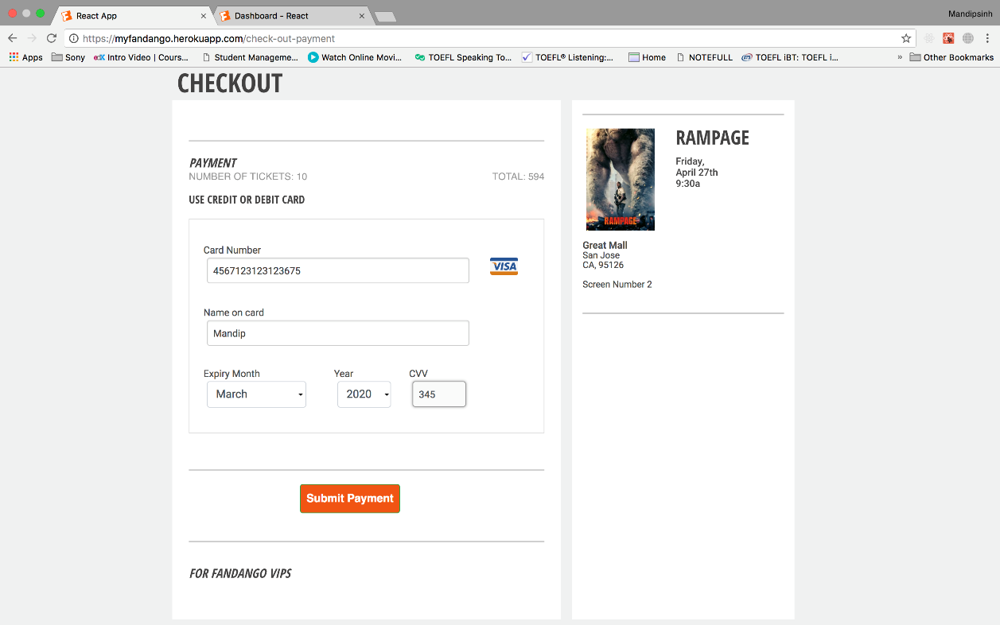 React App
Dashboard - React
Mandipsinh
https://myfandango.herokuapp.com/check-out-payment
Apps
Sony
edX Intro Video | Cours...
Student Manageme...
Watch Online Movi...
TOEFL Speaking To...
TOEFL® Listening:...
Home
NOTEFULL
ETS TOEFL iBT: TOEFL i...
»
Other Bookmarks
CHECKOUT
PAYMENT
NUMBER OF TICKETS: 10
TOTAL: 594
USE CREDIT OR DEBIT CARD
Card Number
4567123123123675
VISA
Name on card
Mandip
Expiry Month
Year
CVV
March
2020
345
Submit Payment
FOR FANDANGO VIPS
RAMPAGE
RAMPAGE
Friday,
April 27th
9:30a
Great Mall
San Jose
CA, 95126
Screen Number 2